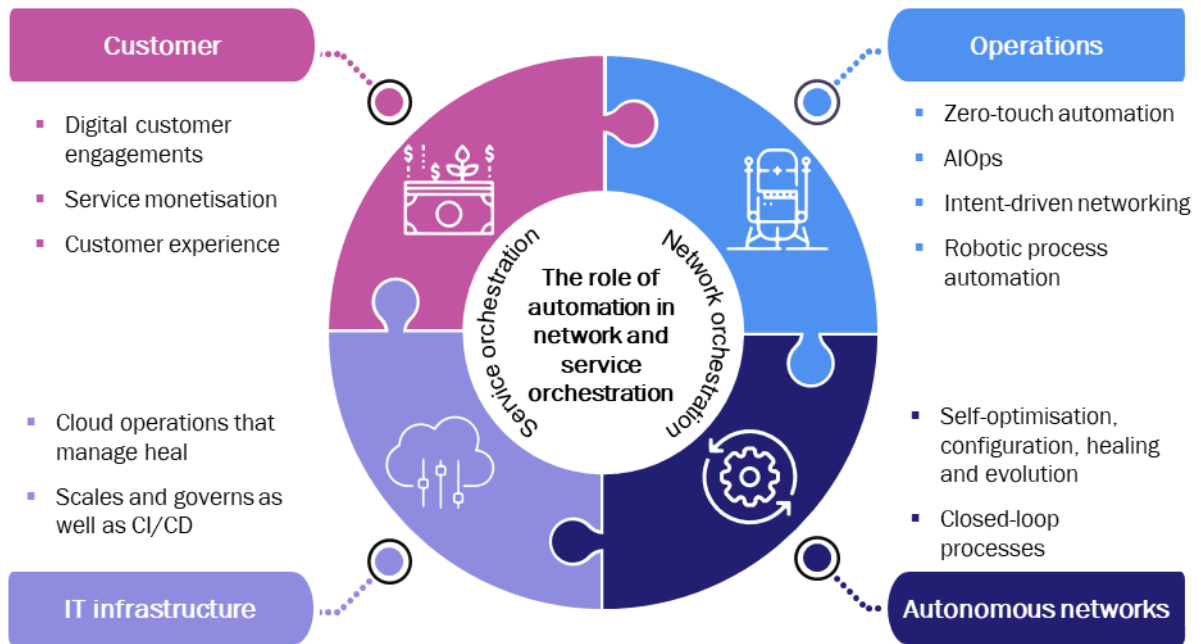 Customer
Digital customer
engagements
Service monetisation
Customer experience
Operations
Zero-touch automation
AIOps
Intent-driven networking
Robotic process
automation
Service orchestration
The role of
automation in
network and
service
orchestration
Network orchestration
Cloud operations that
manage heal
Scales and governs as
well as CI/CD
IT infrastructure
Self-optimisation,
configuration, healing
and evolution
Closed-loop
processes
Autonomous networks